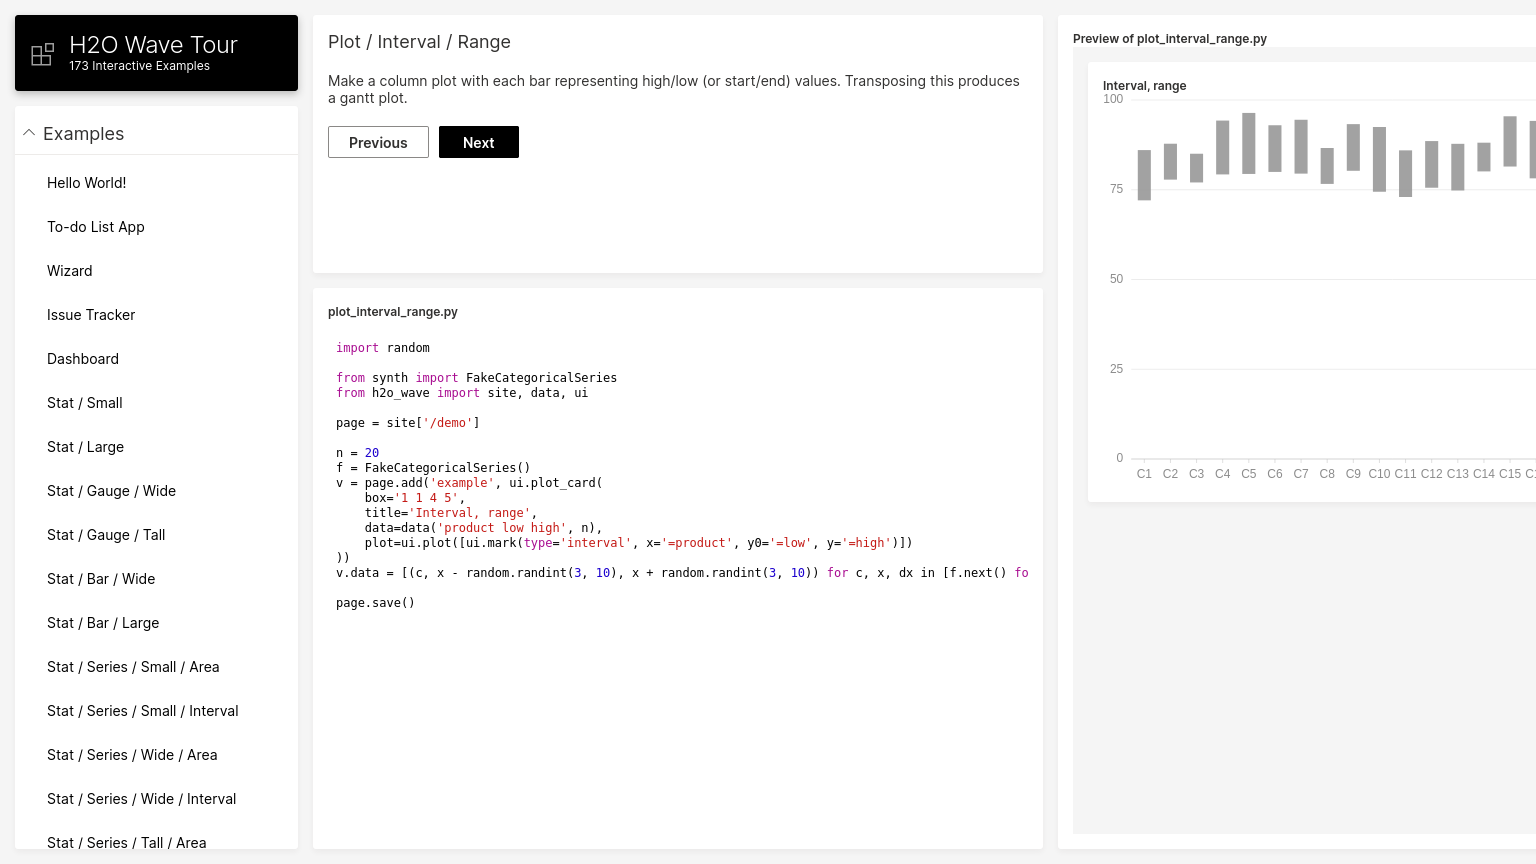 H2O Wave Tour
173 Interactive Examples
Examples
Hello World!
To-do List App
Wizard
Issue Tracker
Dashboard
Stat / Small
Stat / Large
Stat / Gauge / Wide
Stat / Gauge / Tall
Stat / Bar / Wide
Stat / Bar / Large
Stat / Series / Small / Area
Stat / Series / Small / Interval
Stat / Series / Wide / Area
Stat / Series / Wide / Interval
Stat / Series / Tall / Area
Plot / Interval / Range
Make a column plot with each bar representing high/low (or start/end) values. Transposing this produces
a gantt plot.
Previous Next
plot_interval_range.py
import random
from synth import FakeCategoricalSeries
from h2o_wave import site, data, ui
page = site['/demo']
n = 20
f = FakeCategoricalSeries()
v = page.add('example', ui.plot_card(
    box='1 1 4 5',
    title='Interval, range',
    data=data('product low high', n),
    plot=ui.plot([ui.mark(type='interval', x='=product', y0='=low', y='=high')])
))
v.data = [(c, x - random.randint(3, 10), x + random.randint(3, 10)) for c, x, dx in [f.next() fo
page.save()
Preview of plot_interval_range.py
Interval, range
100
75
50
25
0
C1 C2 C3 C4 C5 C6 C7 C8 C9 C10 C11 C12 C13 C14 C15